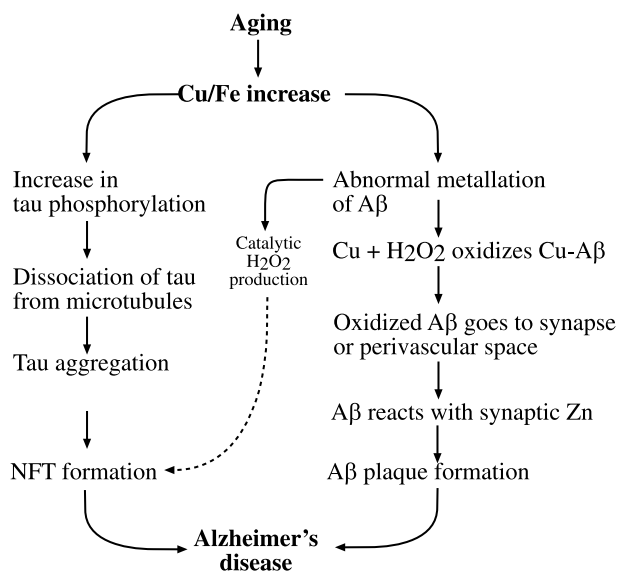 Aging
Cu/Fe increase
Increase in
tau phosphorylation
Abnormal metallation
of Aβ
Catalytic
H2O2
production
Cu + H2O2 oxidizes Cu-Aβ
Dissociation of tau
from microtubules
Oxidized Aβ goes to synapse
or perivascular space
Tau aggregation
Aβ reacts with synaptic Zn
NFT formation
Aβ plaque formation
Alzheimer's
disease